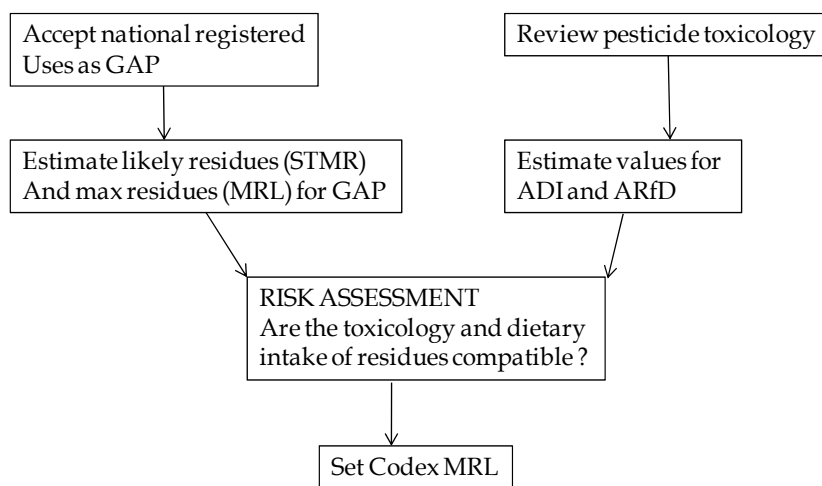 Accept national registered
Uses as GAP
Review pesticide toxicology
Estimate likely residues (STMR)
And max residues (MRL) for GAP
Estimate values for
ADI and ARfD
RISK ASSESSMENT
Are the toxicology and dietary
intake of residues compatible ?
Set Codex MRL